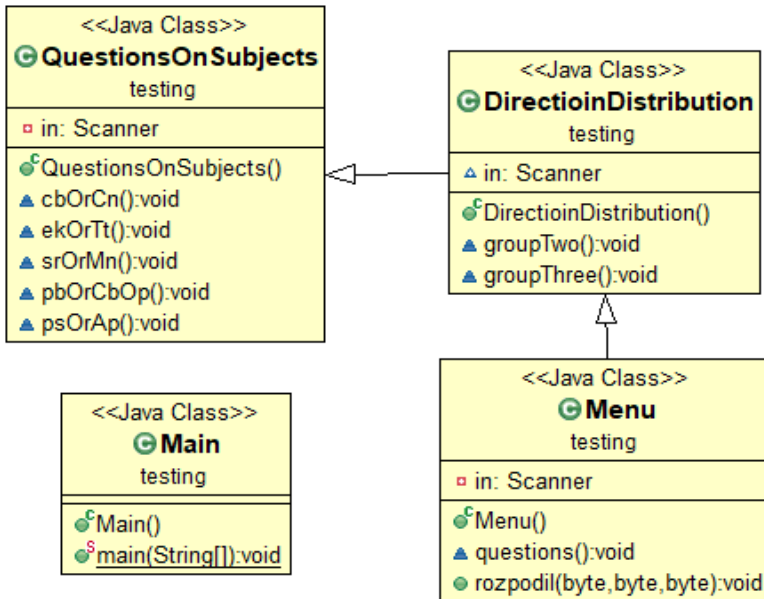 <<Java Class>>
QuestionsOnSubjects
testing
in: Scanner
QuestionsOnSubjects()
cbOrCn():void
ekOrTt():void
srOrMn():void
pbOrCbOp():void
psOrAp():void
<<Java Class>>
DirectioinDistribution
testing
in: Scanner
DirectioinDistribution()
groupTwo():void
groupThree():void
<<Java Class>>
Main
testing
Main()
main(String[]):void
<<Java Class>>
Menu
testing
in: Scanner
Menu()
questions():void
rozpodil(byte,byte,byte):void